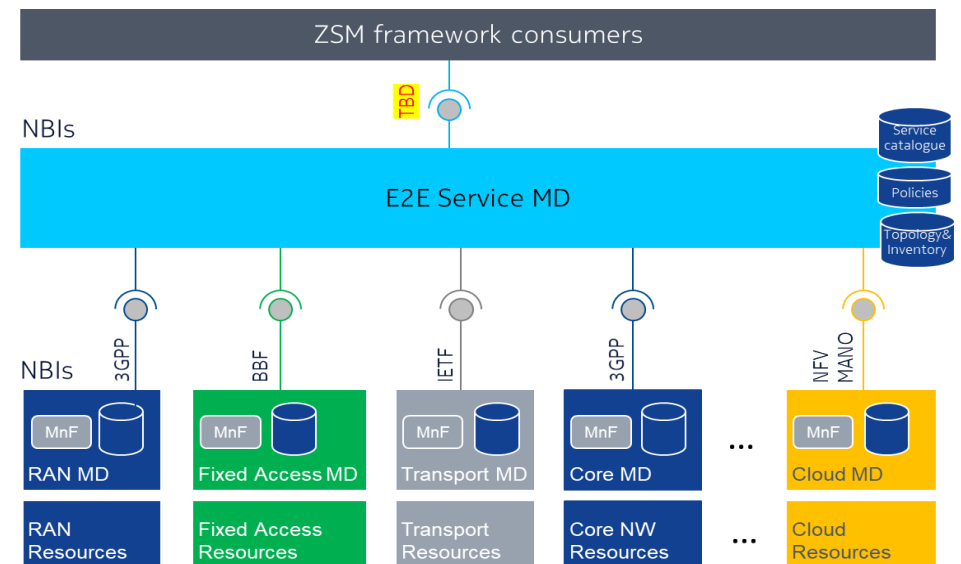 ZSM framework consumers
TBD
NBIs
Service
catalogue
E2E Service MD
Policies
Topology&
Inventory
NBIs
3GPP
BBF
IETF
3GPP
NFV
MANO
MnF
MnF
MnF
MnF
...
MnF
RAN MD
Fixed Access MD
Transport MD
Core MD
Cloud MD
RAN
Resources
Fixed Access
Resources
Transport
Resources
Core NW
Resources
...
Cloud
Resources